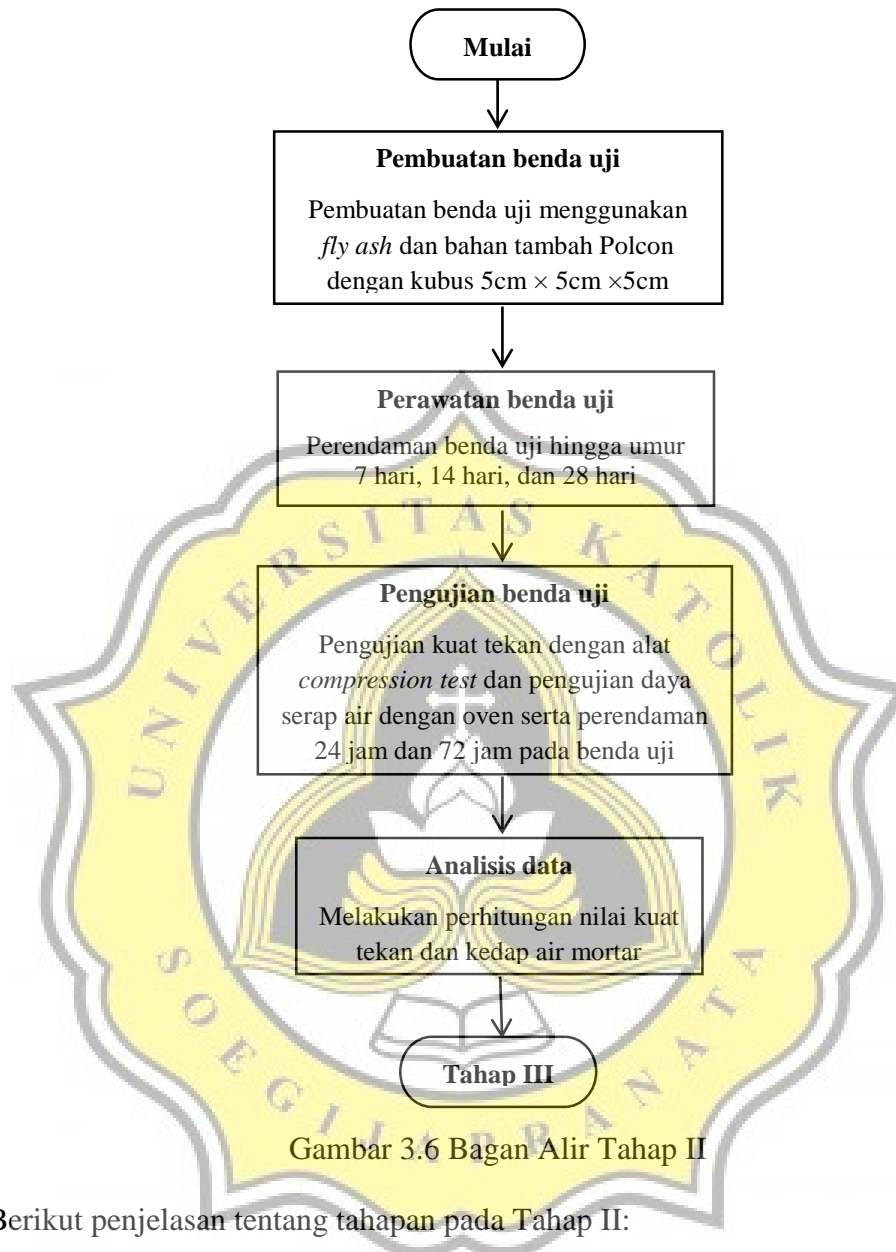 Mulai
Pembuatan benda uji
Pembuatan benda uji menggunakan
fly ash dan bahan tambah Polcon
dengan kubus 5cm × 5cm ×5cm
Perawatan benda uji
Perendaman benda uji hingga umur
7 hari, 14 hari, dan 28 hari
Pengujian benda uji
Pengujian kuat tekan dengan alat
compression test dan pengujian daya
serap air dengan oven serta perendaman
24 jam dan 72 jam pada benda uji
Analisis data
Melakukan perhitungan nilai kuat
tekan dan kedap air mortar
Tahap III
Gambar 3.6 Bagan Alir Tahap II
Berikut penjelasan tentang tahapan pada Tahap II:
UNIVERSITAS KATOLIK
SOEGIJAPRANATA